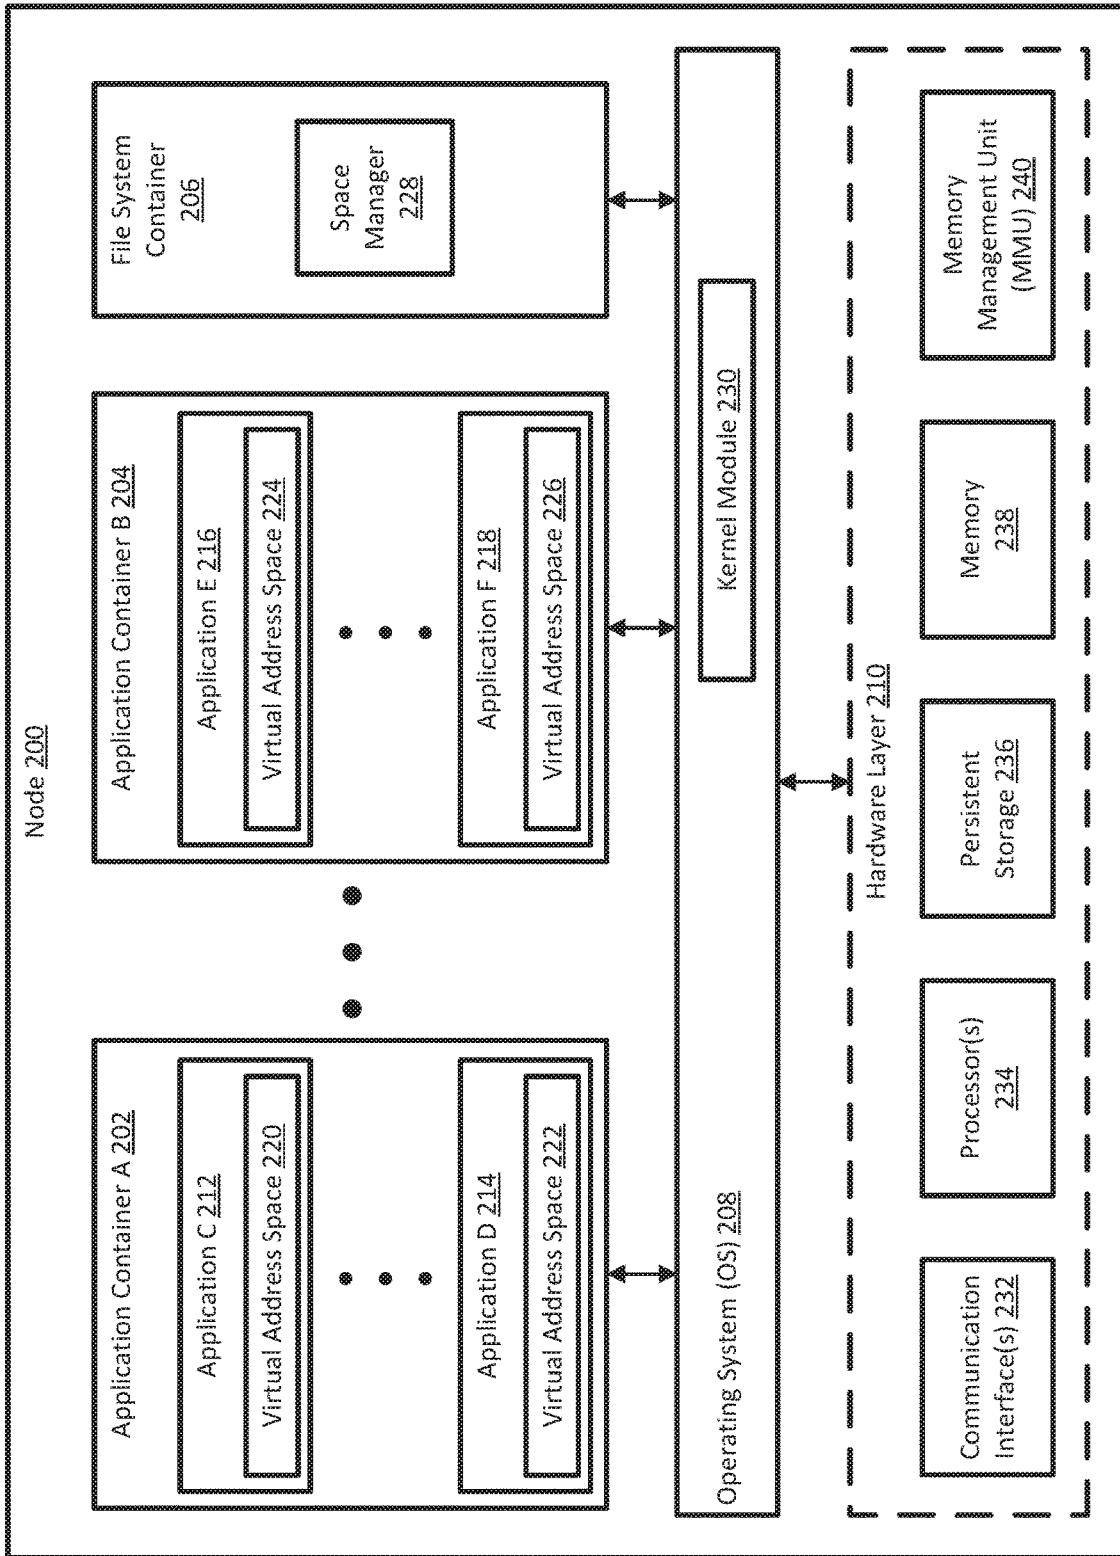 Node 200
Application Container A 202
Application C 212
Virtual Address Space 220
Application D 214
Virtual Address Space 222
Application Container B 204
Application E 216
Virtual Address Space 224
Application F 218
Virtual Address Space 226
File System
Container
206
Space
Manager
228
Operating System (OS) 208
Kernel Module 230
Hardware Layer 210
Communication
Interface(s) 232
Processor(s)
234
Persistent
Storage 236
Memory
238
Memory
Management Unit
(MMU) 240